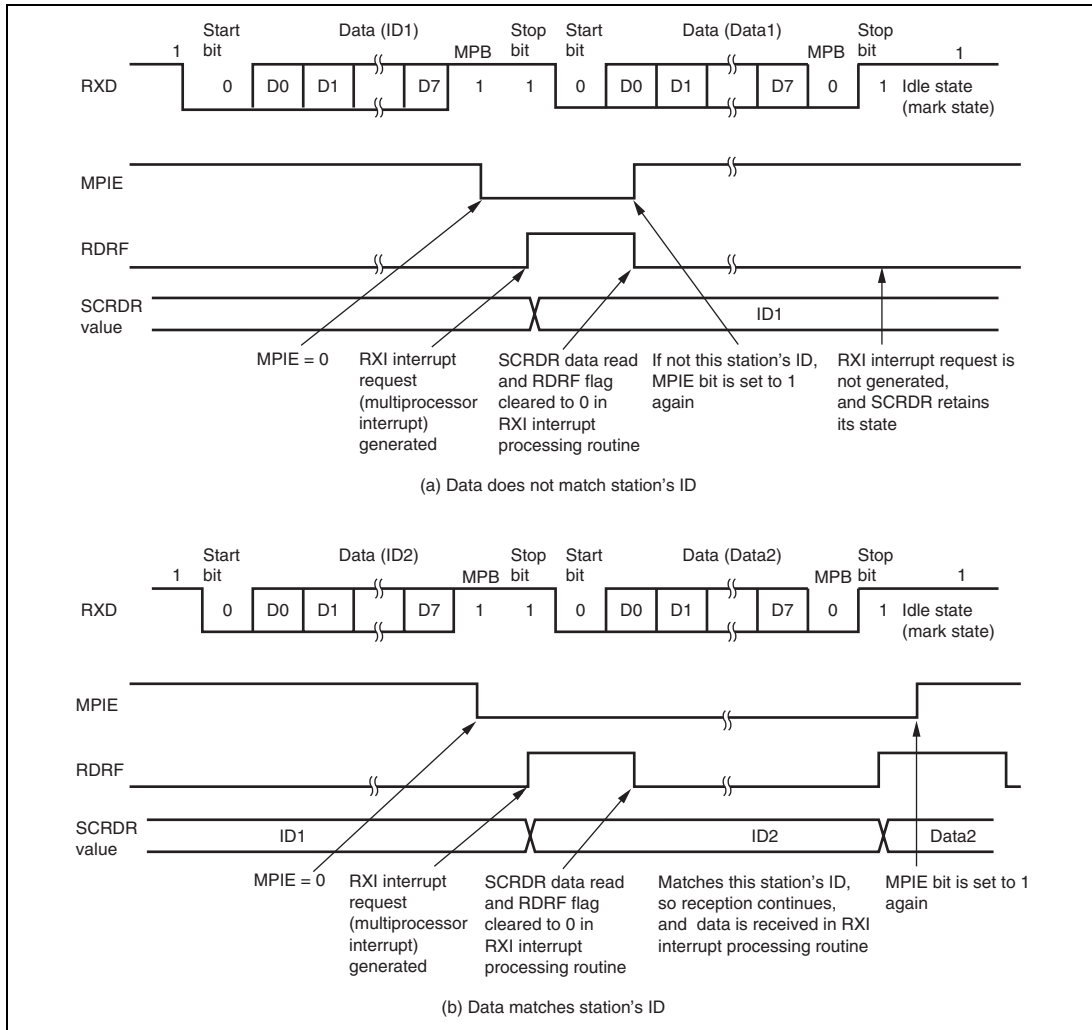 Start bit Data (ID1) MPB Stop bit Start bit Data (Data1) MPB Stop bit
1 1
RXD 0 D0 D1 D7 1 1 0 D0 D1 D7 0 1 Idle state (mark state)
MPIE
RDRF
SCRDR value ID1
MPIE = 0
RXI interrupt
request
(multiprocessor
interrupt)
generated
SCRDR data read
and RDRF flag
cleared to 0 in
RXI interrupt
processing routine
If not this station's ID,
MPIE bit is set to 1
again
RXI interrupt request is
not generated,
and SCRDR retains
its state
(a) Data does not match station's ID
Start bit Data (ID2) MPB Stop bit Start bit Data (Data2) MPB Stop bit
1 1
RXD 0 D0 D1 D7 1 1 0 D0 D1 D7 0 1 Idle state (mark state)
MPIE
RDRF
SCRDR value ID1 ID2 Data2
MPIE = 0
RXI interrupt
request
(multiprocessor
interrupt)
generated
SCRDR data read
and RDRF flag
cleared to 0 in
RXI interrupt
processing routine
Matches this station's ID,
so reception continues,
and data is received in RXI
interrupt processing routine
MPIE bit is set to 1
again
(b) Data matches station's ID